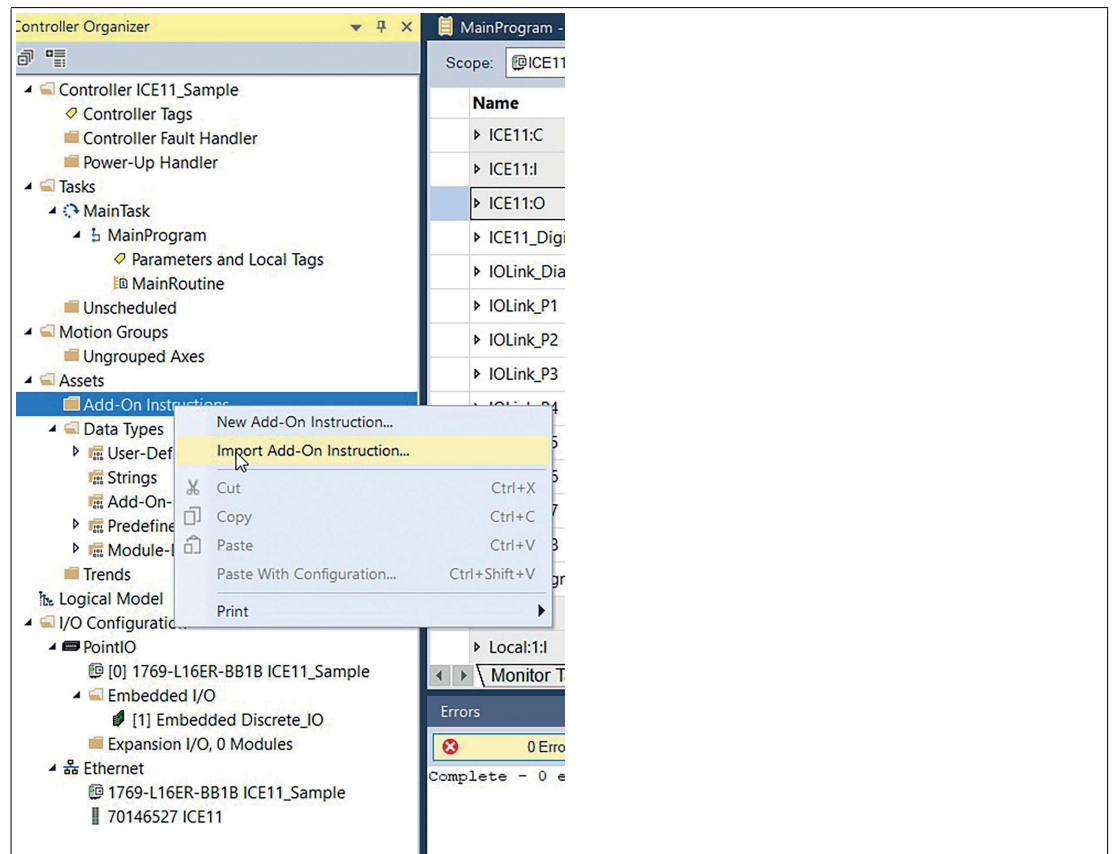 Controller Organizer
Controller ICE11_Sample
Controller Tags
Controller Fault Handler
Power-Up Handler
Tasks
MainTask
MainProgram
Parameters and Local Tags
MainRoutine
Unscheduled
Motion Groups
Ungrouped Axes
Assets
Add-On Instructions
Data Types
User-Def
Strings
Add-On-
Predefine
Module-
Trends
Logical Model
I/O Configuration
PointIO
[0] 1769-L16ER-BB1B ICE11_Sample
Embedded I/O
[1] Embedded Discrete_IO
Expansion I/O, 0 Modules
Ethernet
1769-L16ER-BB1B ICE11_Sample
70146527 ICE11
New Add-On Instruction...
Import Add-On Instruction...
Cut Ctrl+X
Copy Ctrl+C
Paste Ctrl+V
Paste With Configuration... Ctrl+Shift+V
Print
MainProgram -
Scope: ICE11
Name
ICE11:C
ICE11:I
ICE11:O
ICE11_Digi
IOLink_Dia
IOLink_P1
IOLink_P2
IOLink_P3
Local:1:I
Monitor T
Errors
0 Erro
Complete - 0 e